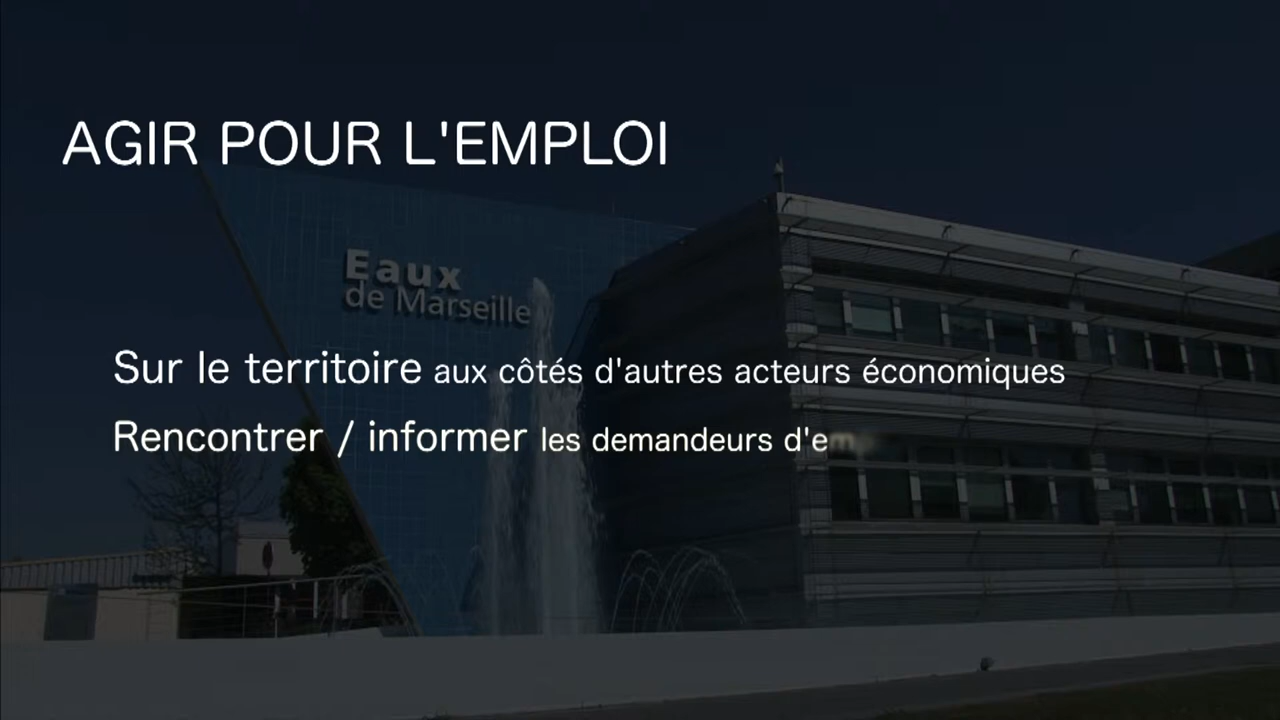 AGIR POUR L'EMPLOI
Eaux
de Marseille
Sur le territoire aux côtés d'autres acteurs économiques
Rencontrer / informer les demandeurs